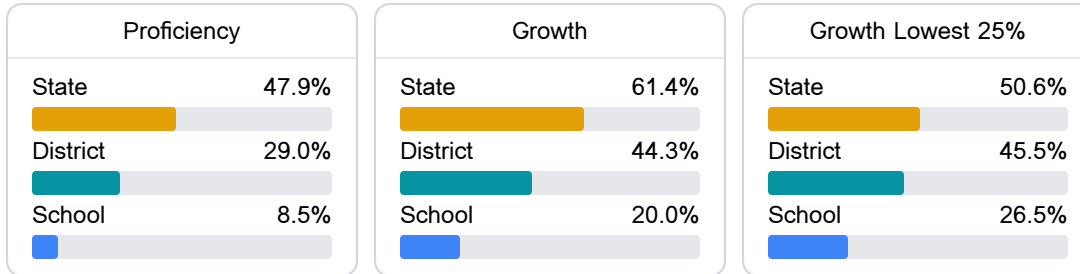 Proficiency
State 47.9%
District 29.0%
School 8.5%
Growth
State 61.4%
District 44.3%
School 20.0%
Growth Lowest 25%
State 50.6%
District 45.5%
School 26.5%